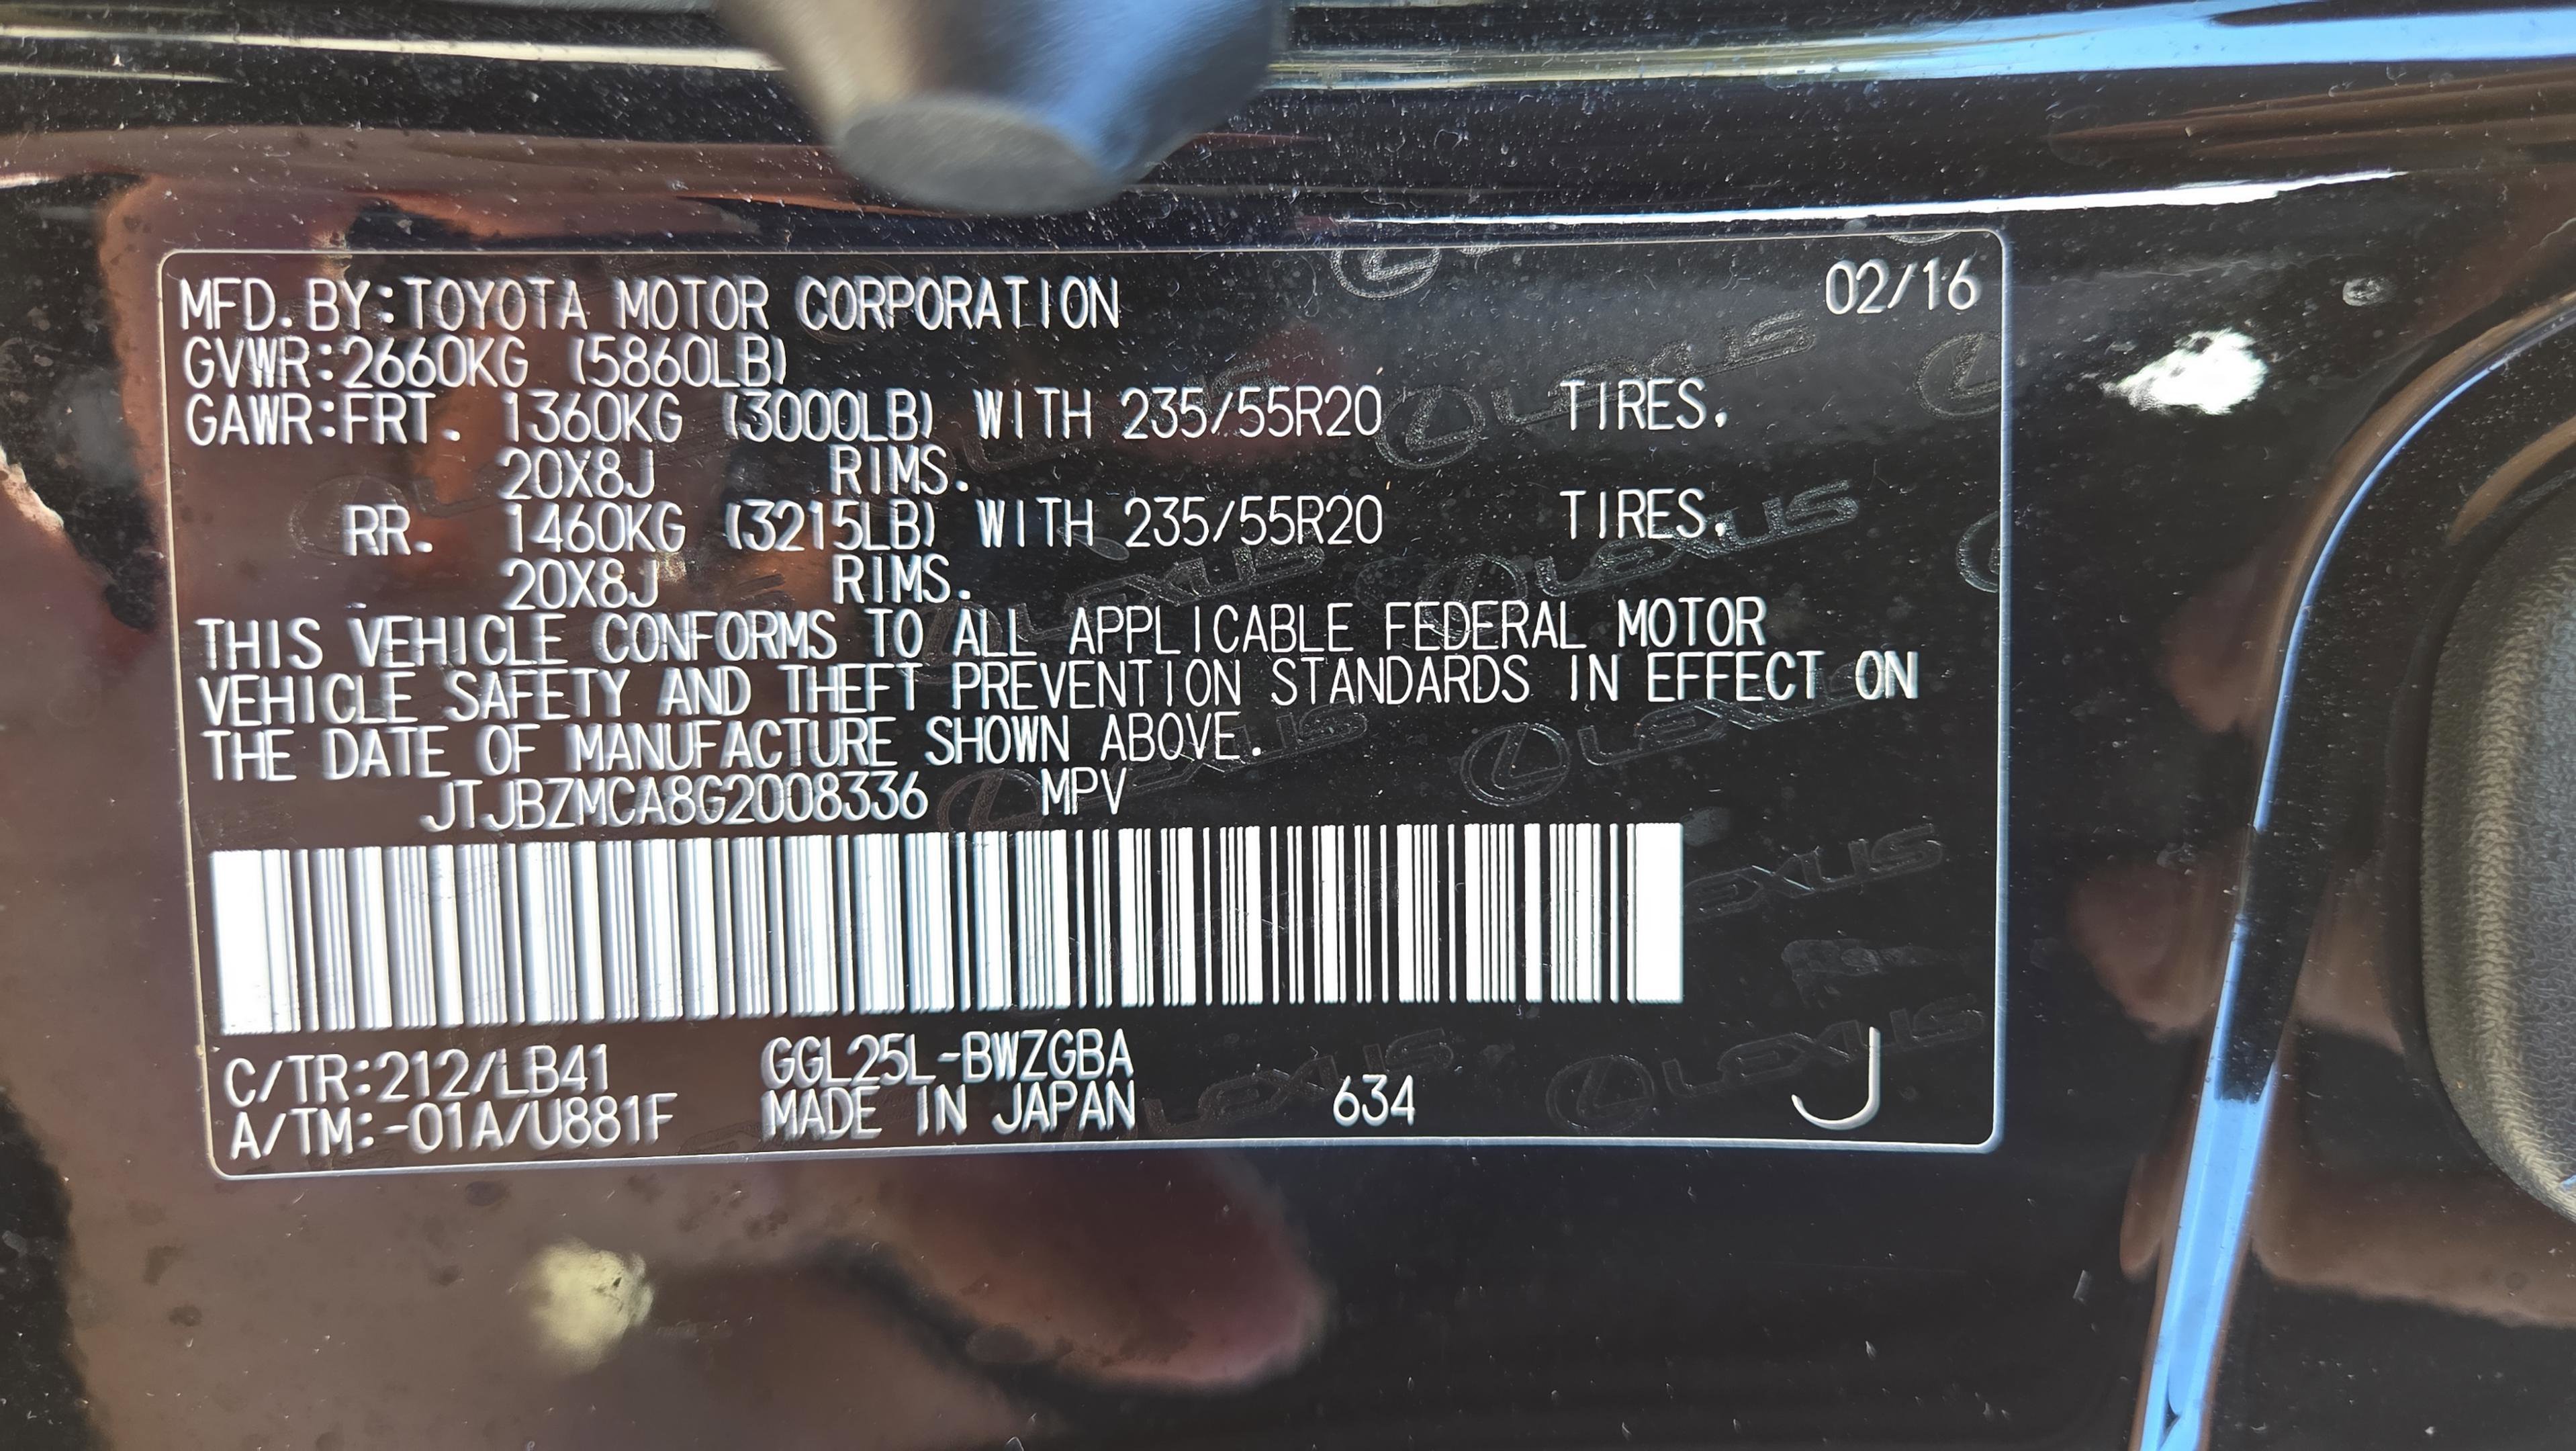 MFD. BY:TOYOTA MOTOR CORPORATION 02/16
GVWR:2660KG (5860LB)
GAWR:FRT. 1360KG (3000LB) WITH 235/55R20 TIRES.
20X8J RIMS.
RR. 1460KG (3215LB) WITH 235/55R20 TIRES.
20X8J RIMS.
THIS VEHICLE CONFORMS TO ALL APPLICABLE FEDERAL MOTOR
VEHICLE SAFETY AND THEFT PREVENTION STANDARDS IN EFFECT ON
THE DATE OF MANUFACTURE SHOWN ABOVE.
JTJBZMCA8G2008336 MPV
C/TR:212/LB41 GGL25L-BWZGBA
A/TM:-01A/U881F MADE IN JAPAN 634 J
LEXUS